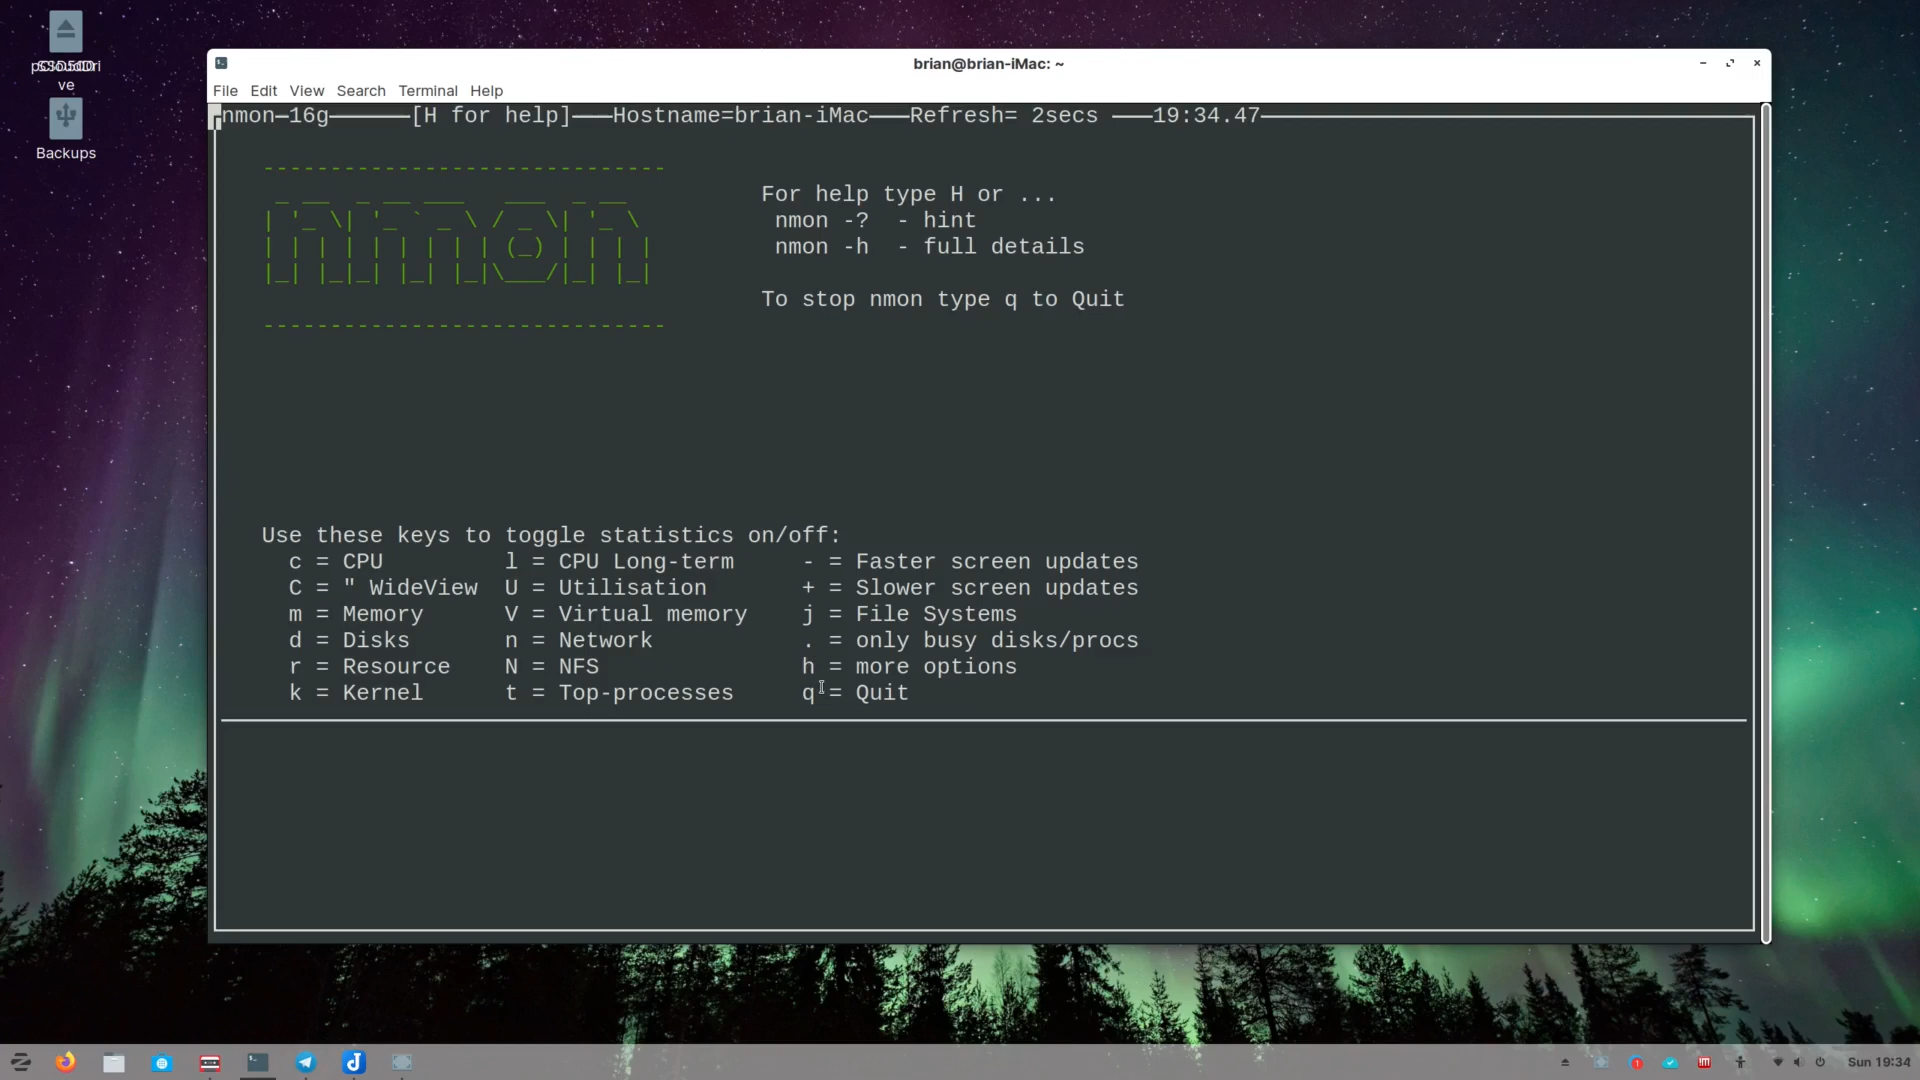 brian@brian-iMac: ~
File Edit View Search Terminal Help
nmon-16g [H for help] Hostname=brian-iMac Refresh= 2secs 19:34.47
nmon
For help type H or ...
nmon -? - hint
nmon -h - full details
To stop nmon type q to Quit
Use these keys to toggle statistics on/off:
c = CPU l = CPU Long-term - = Faster screen updates
C = " WideView U = Utilisation + = Slower screen updates
m = Memory V = Virtual memory j = File Systems
d = Disks n = Network . = only busy disks/procs
r = Resource N = NFS h = more options
k = Kernel t = Top-processes q = Quit
Backups
Sun 19:34